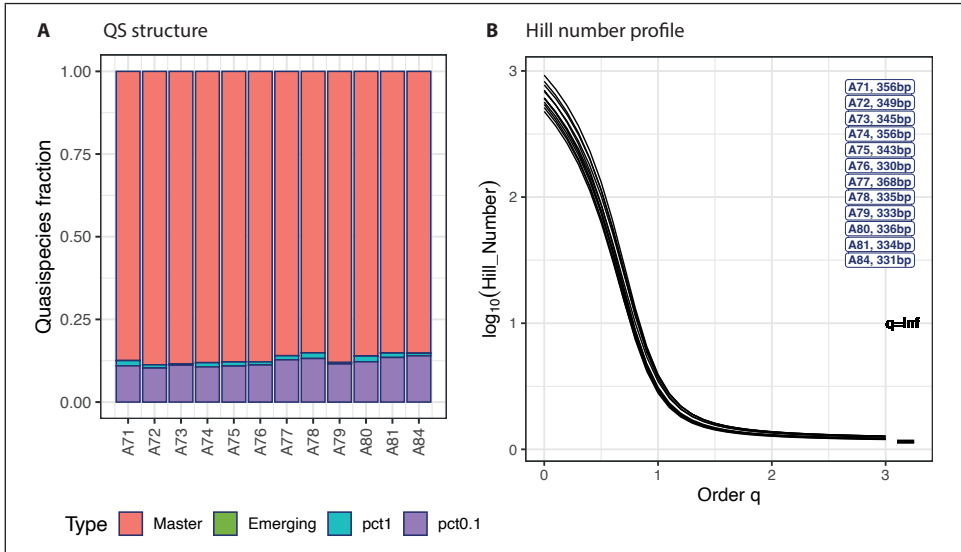 A QS structure
Quasispecies fraction
1.00
0.75
0.50
0.25
0.00
A71
A72
A73
A74
A75
A76
A77
A78
A79
A80
A81
A84
Type Master Emerging pct1 pct0.1
B Hill number profile
log₁₀(Hill_Number)
3
2
1
0
A71, 356bp
A72, 349bp
A73, 345bp
A74, 356bp
A75, 343bp
A76, 330bp
A77, 368bp
A78, 335bp
A79, 333bp
A80, 336bp
A81, 334bp
A84, 331bp
q=inf
0 1 2 3
Order q